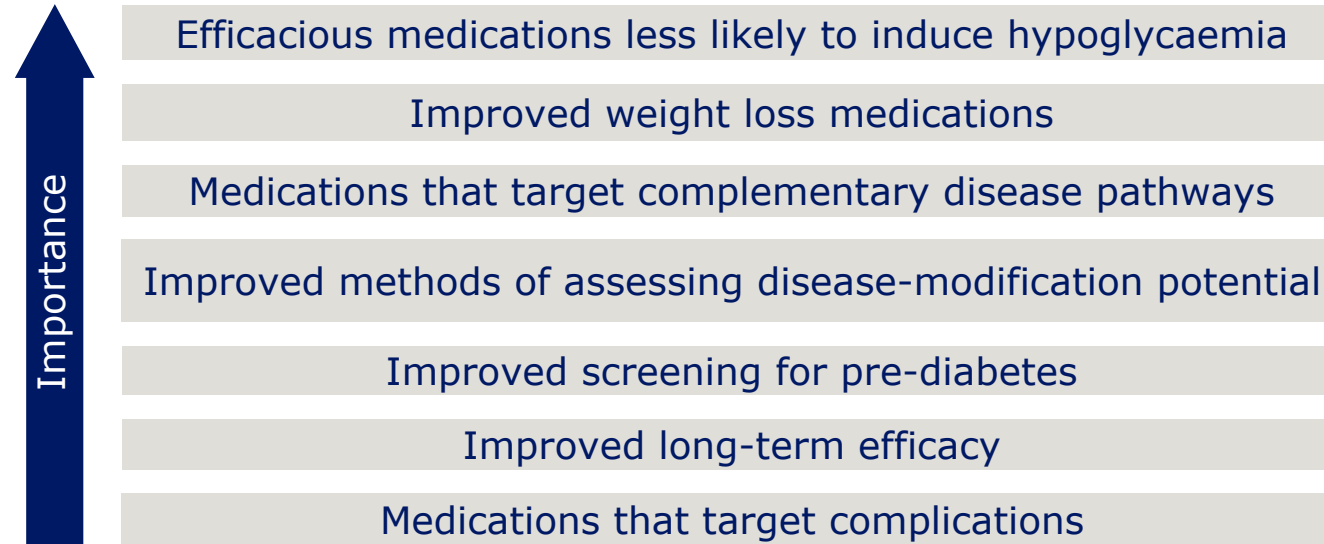 Importance
Efficacious medications less likely to induce hypoglycaemia
Improved weight loss medications
Medications that target complementary disease pathways
Improved methods of assessing disease-modification potential
Improved screening for pre-diabetes
Improved long-term efficacy
Medications that target complications